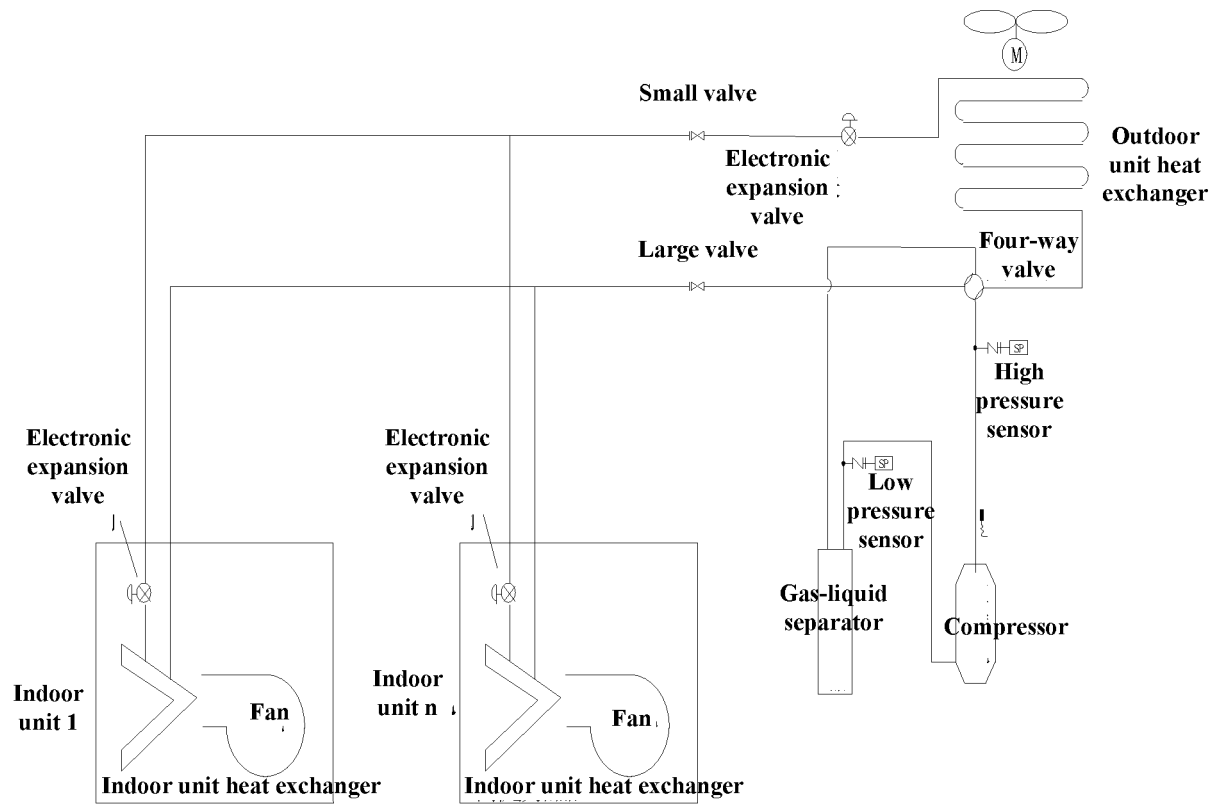 M
Small valve
Electronic
expansion
valve
Outdoor
unit heat
exchanger
Large valve
Four-way
valve
SP
High
pressure
sensor
Electronic
expansion
valve
Electronic
expansion
valve
SP
Low
pressure
sensor
Gas-liquid
separator
Compressor
Indoor
unit 1
Fan
Indoor unit heat exchanger
Indoor
unit n
Fan
Indoor unit heat exchanger